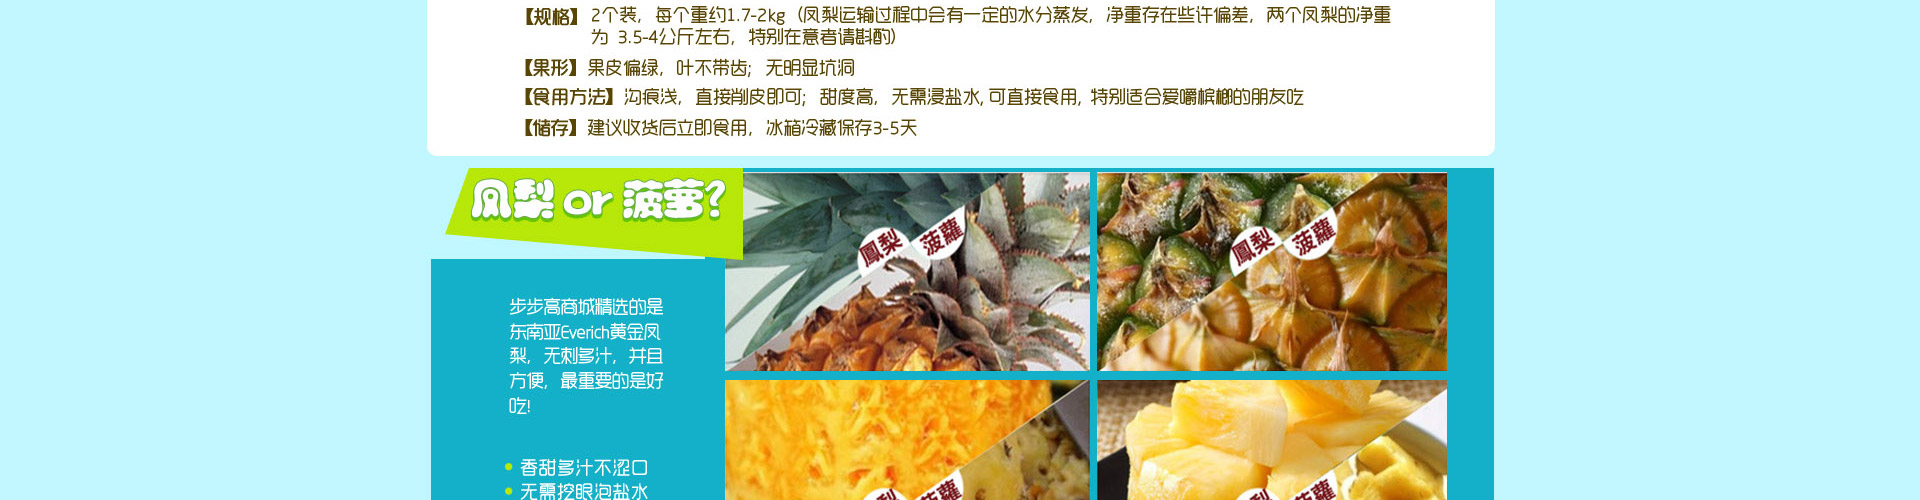 【规格】 2个装，每个重约1.7-2kg（凤梨运输过程中会有一定的水分蒸发，净重存在些许偏差，两个凤梨的净重
为 3.5-4公斤左右，特别在意者请斟酌）
【果形】 果皮偏绿，叶不带齿；无明显坑洞
【食用方法】 沟痕浅，直接削皮即可；甜度高，无需浸盐水, 可直接食用, 特别适合爱嚼槟榔的朋友吃
【储存】 建议收货后立即食用，冰箱冷藏保存3-5天
凤梨 or 菠萝?
鳳梨 菠蘿
鳳梨 菠蘿
步步高商城精选的是
东南亚Everich黄金凤
梨，无刺多汁，并且
方便，最重要的是好
吃!
香甜多汁不涩口
无需挖眼泡盐水
鳳梨 菠蘿
鳳梨 菠蘿